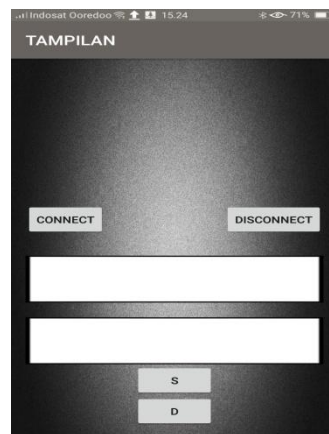 Indosat Ooredoo 15.24 71%
TAMPILAN
CONNECT DISCONNECT
S
D